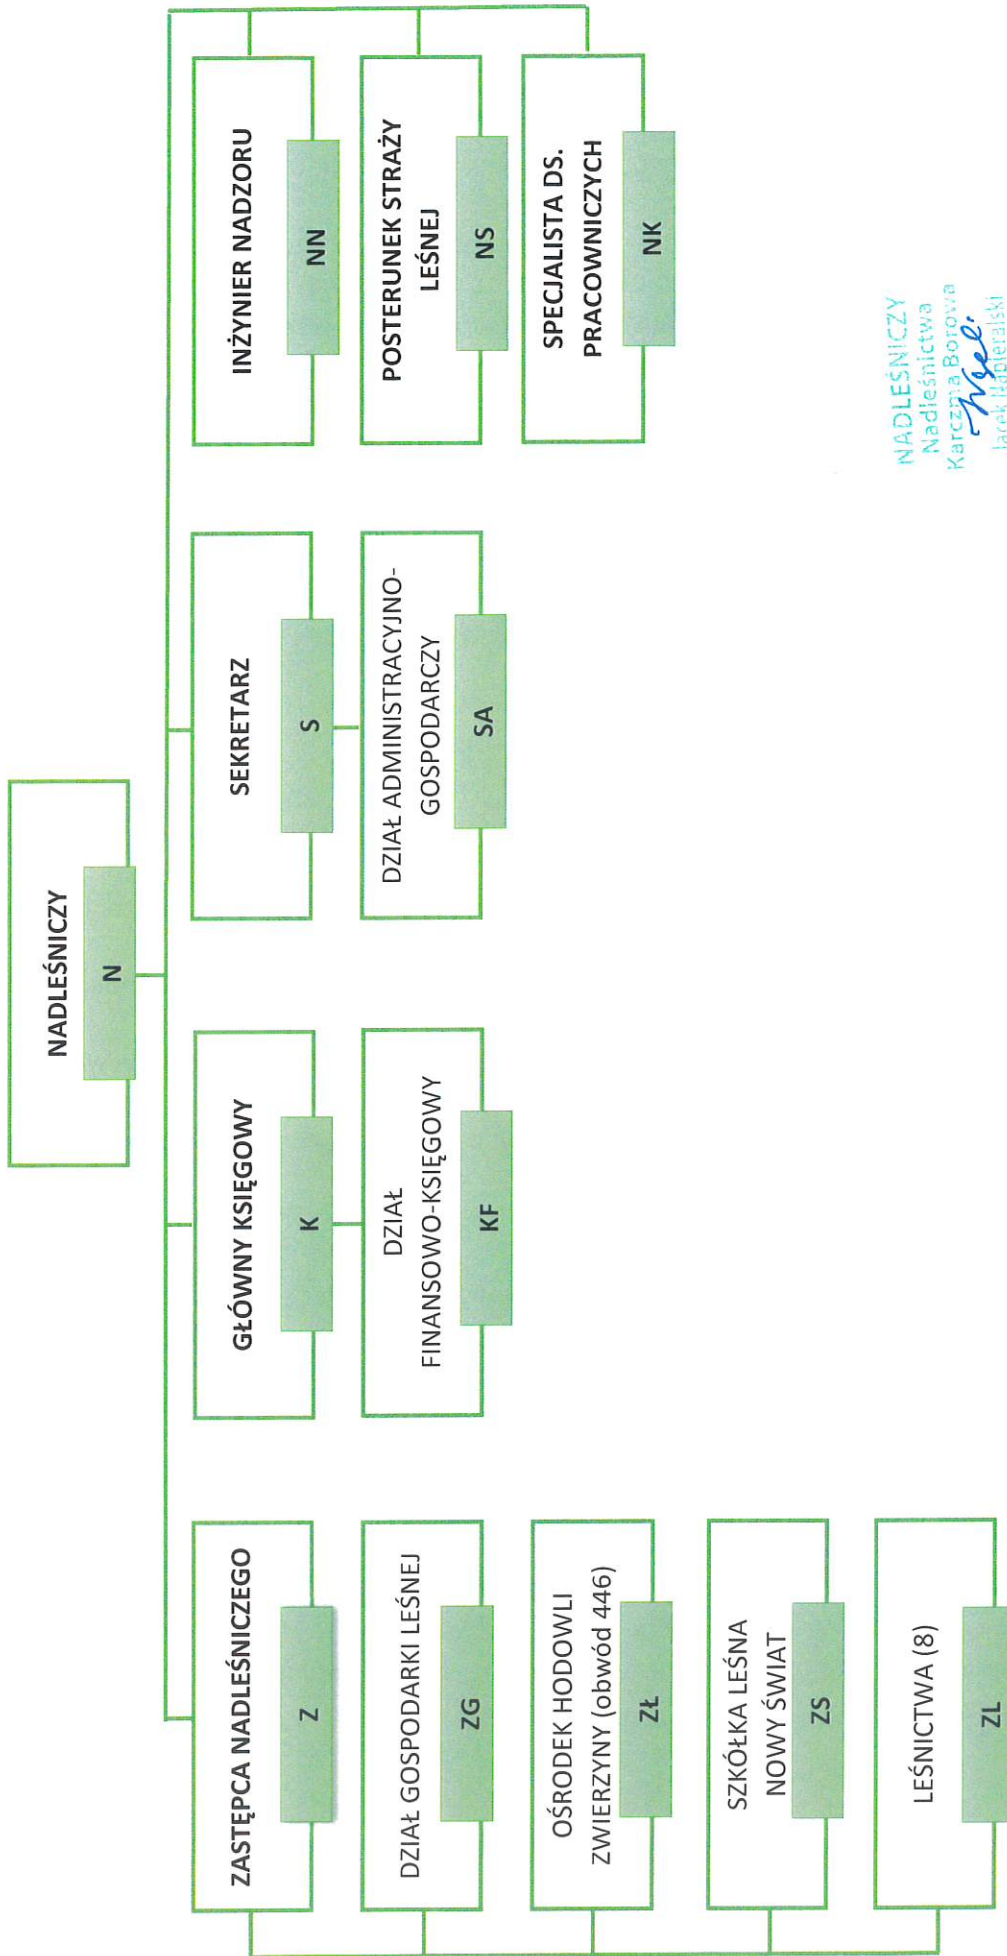 NADLEŚNICZY
N
ZASTĘPCA NADLEŚNICZEGO
Z
DZIAŁ GOSPODARKI LEŚNEJ
ZG
OŚRODEK HODOWLI
ZWIERZYNY (obwód 446)
ZŁ
SZKÓŁKA LEŚNA
NOWY ŚWIAT
ZS
LEŚNICTWA (8)
ZL
GŁÓWNY KSIĘGOWY
K
DZIAŁ
FINANSOWO-KSIĘGOWY
KF
SEKRETARZ
S
DZIAŁ ADMINISTRACYJNO-
GOSPODARCZY
SA
INŻYNIER NADZORU
NN
POSTERUNEK STRAŻY
LEŚNEJ
NS
SPECJALISTA DS.
PRACOWNICZYCH
NK
NADLEŚNICZY
Nadleśnictwa
Karczma Borowa
Jacek Napieralski